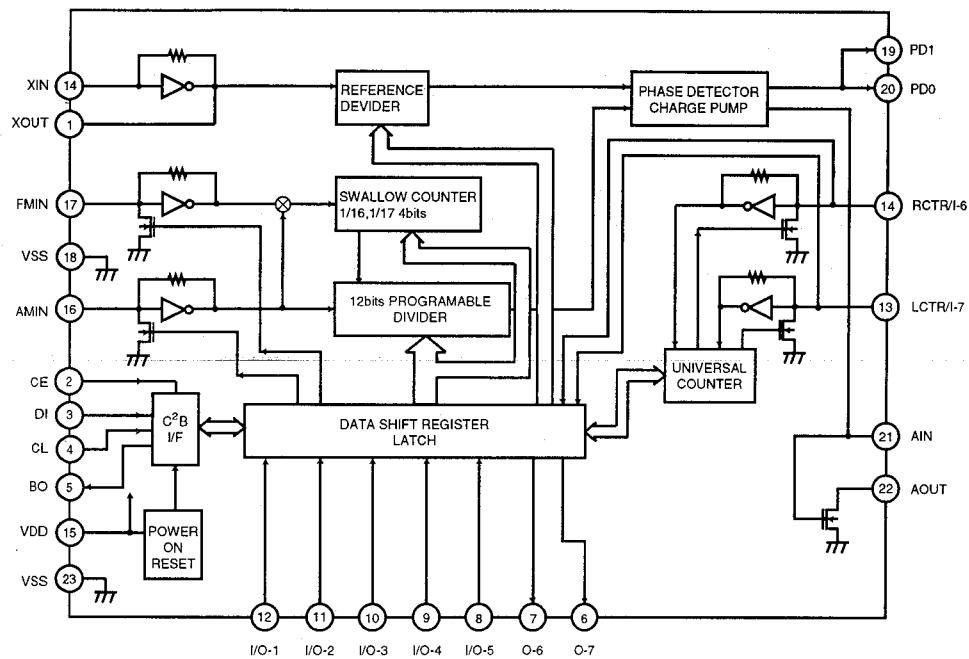 XIN 14
XOUT 1
FMIN 17
VSS 18
AMIN 16
CE 2
DI 3
CL 4
BO 5
VDD 15
VSS 23
REFERENCE
DEVIDER
PHASE DETECTOR
CHARGE PUMP
19 PD1
20 PD0
SWALLOW COUNTER
1/16,1/17 4bits
12bits PROGRAMABLE
DIVIDER
14 RCTR/I-6
13 LCTR/I-7
UNIVERSAL
COUNTER
C²B
I/F
DATA SHIFT REGISTER
LATCH
21 AIN
22 AOUT
POWER
ON
RESET
12 11 10 9 8 7 6
I/O-1 I/O-2 I/O-3 I/O-4 I/O-5 O-6 O-7